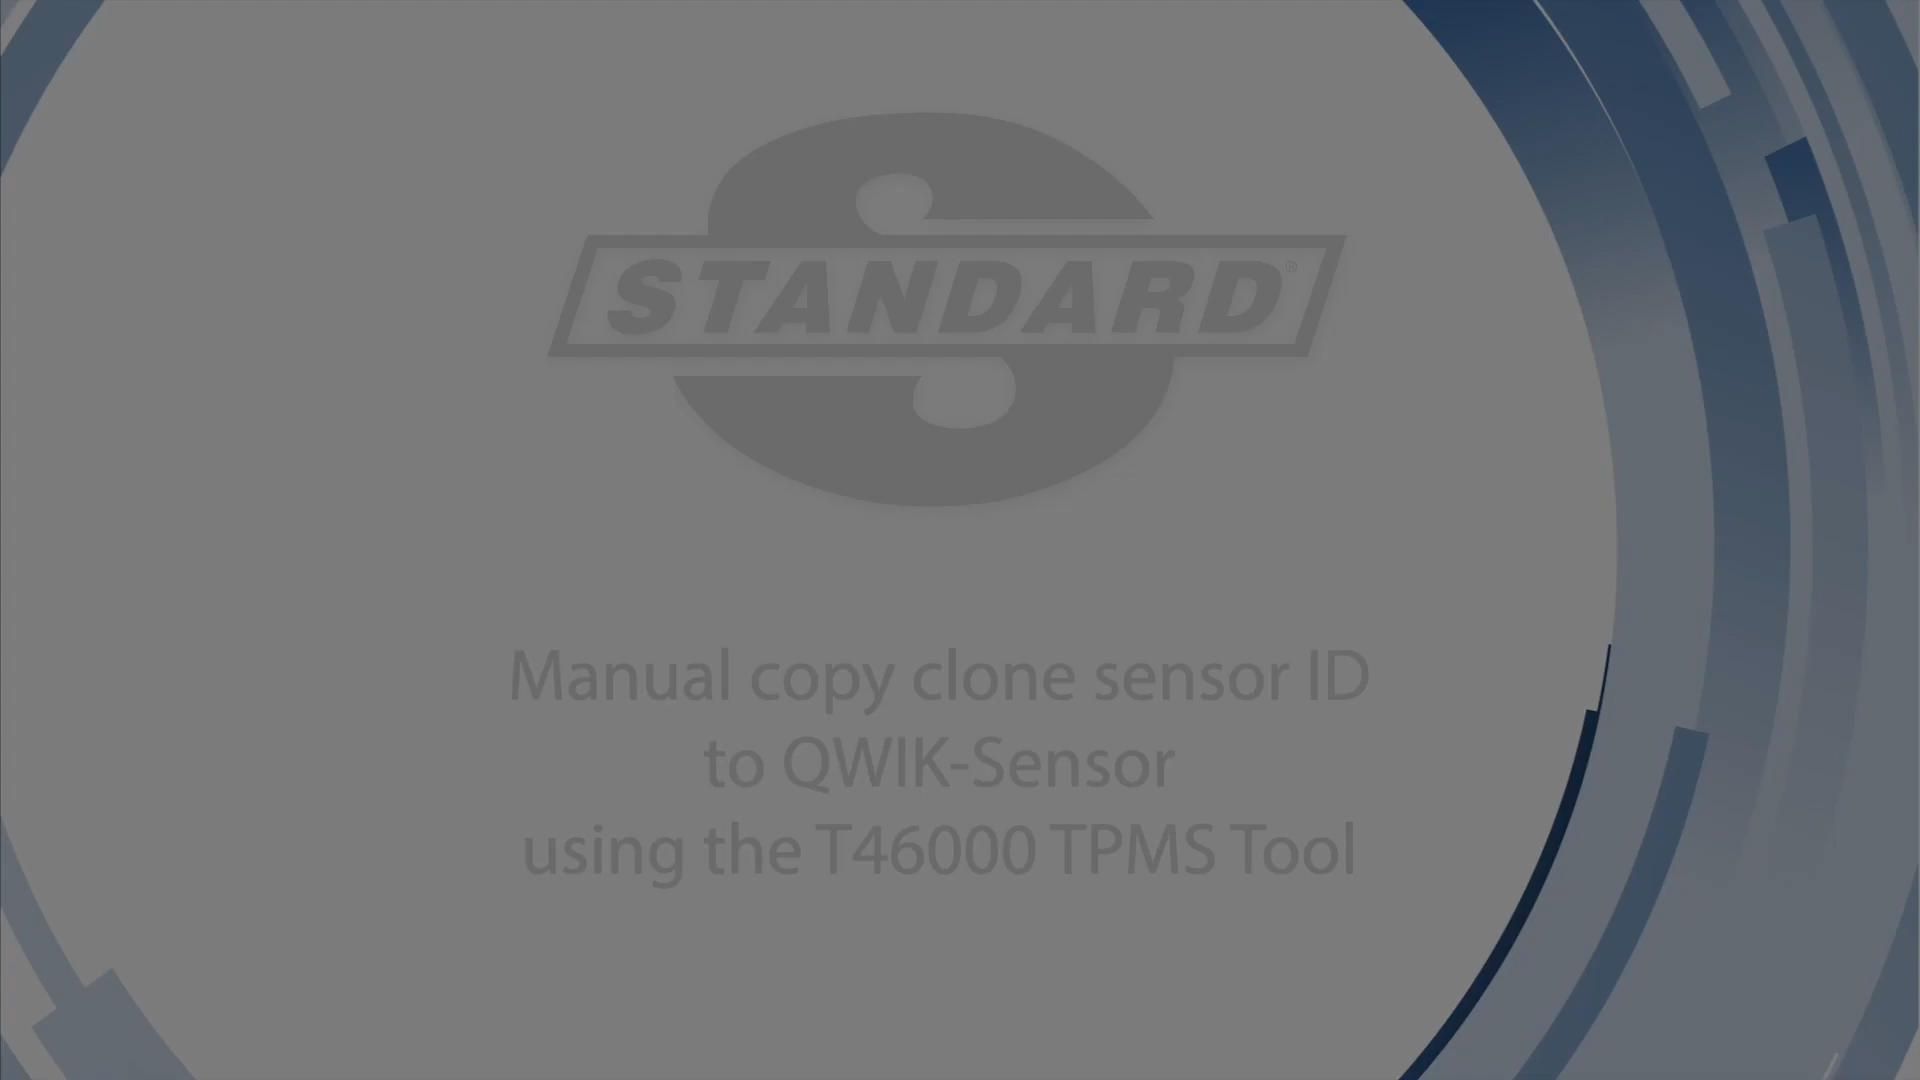 STANDARD®
Manual copy clone sensor ID
to QWIK-Sensor
using the T46000 TPMS Tool